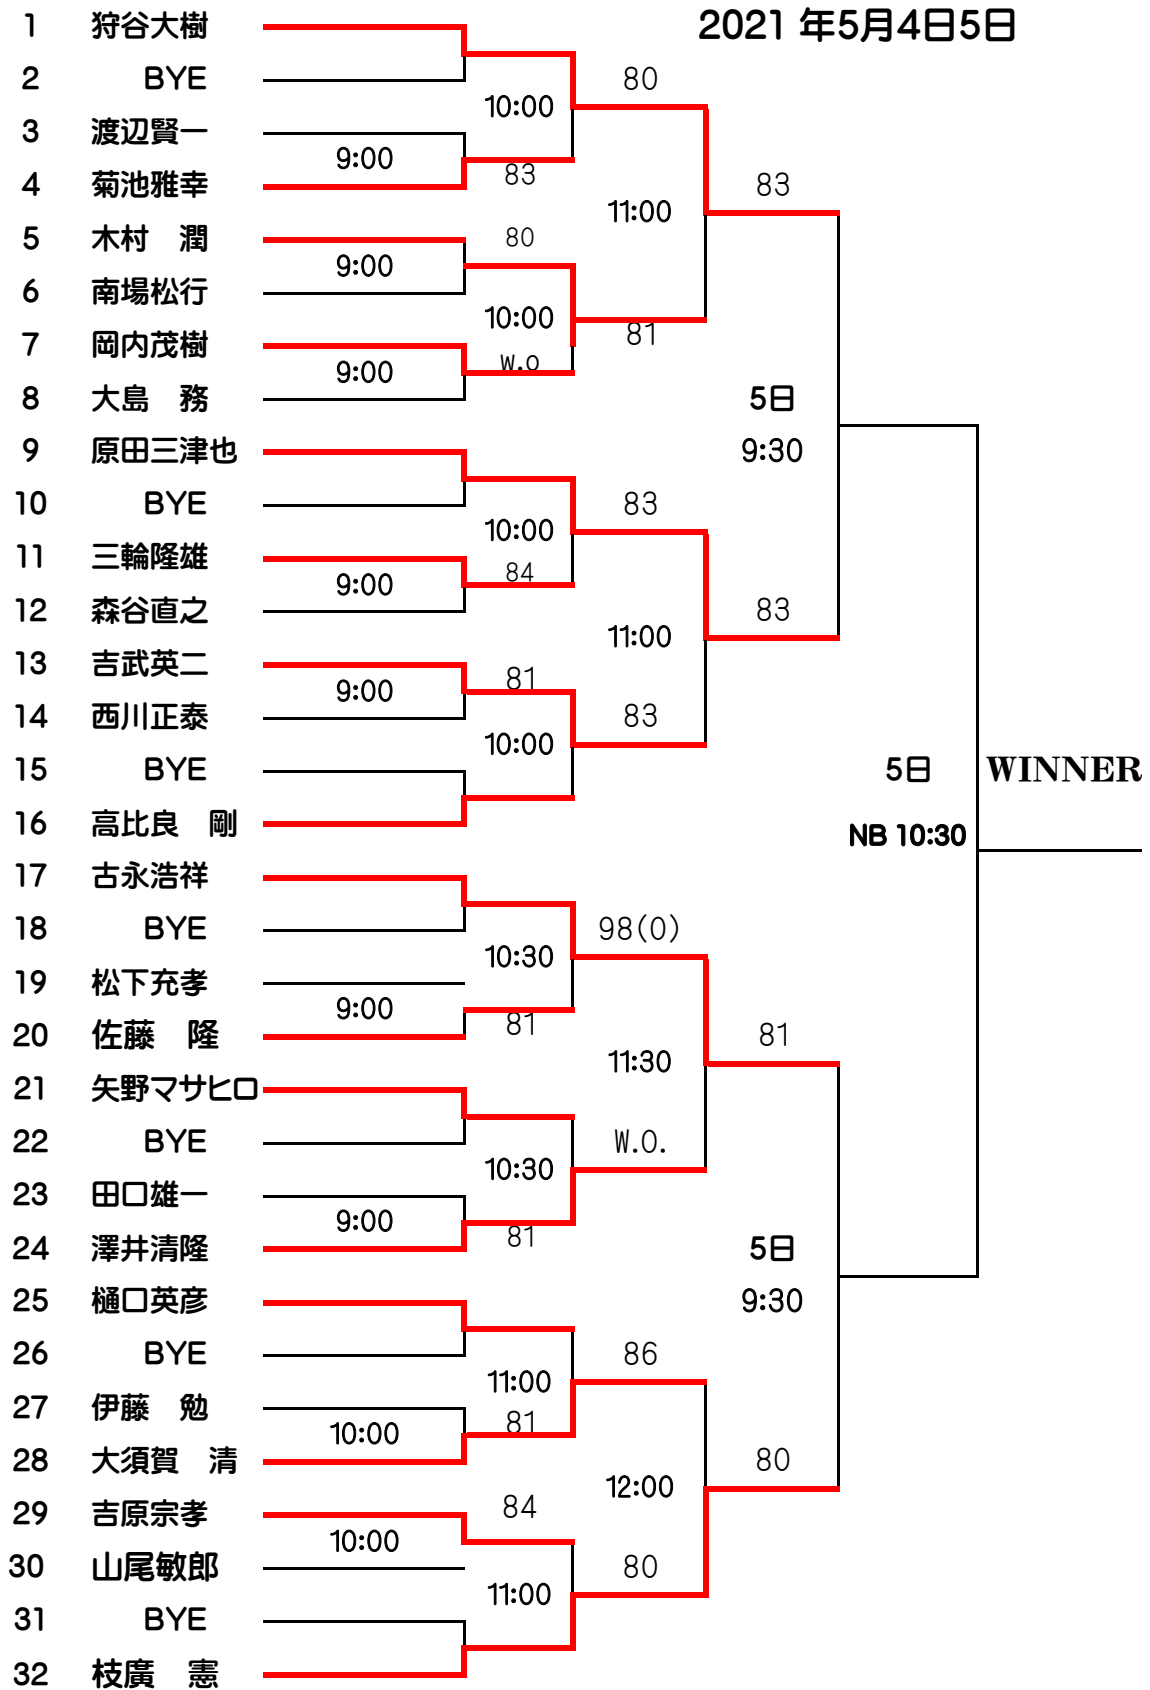 2021 年5月4日5日
1 狩谷大樹
80
2 BYE
10:00
3 渡辺賢一
9:00
83
4 菊池雅幸
83
11:00
5 木村 潤
80
9:00
6 南場松行
10:00
81
7 岡内茂樹
W.O
9:00
8 大島 務
5日
9:30
9 原田三津也
10 BYE
83
10:00
11 三輪隆雄
84
9:00
12 森谷直之
83
11:00
13 吉武英二
81
9:00
14 西川正泰
83
10:00
15 BYE
5日
WINNER
16 高比良 剛
NB 10:30
17 古永浩祥
18 BYE
98(0)
10:30
19 松下充孝
9:00
81
20 佐藤 隆
81
11:30
21 矢野マサヒロ
22 BYE
W.O.
10:30
23 田口雄一
9:00
81
24 澤井清隆
5日
9:30
25 樋口英彦
26 BYE
86
11:00
27 伊藤 勉
81
10:00
28 大須賀 清
80
12:00
29 吉原宗孝
84
10:00
30 山尾敏郎
80
11:00
31 BYE
32 枝廣 憲